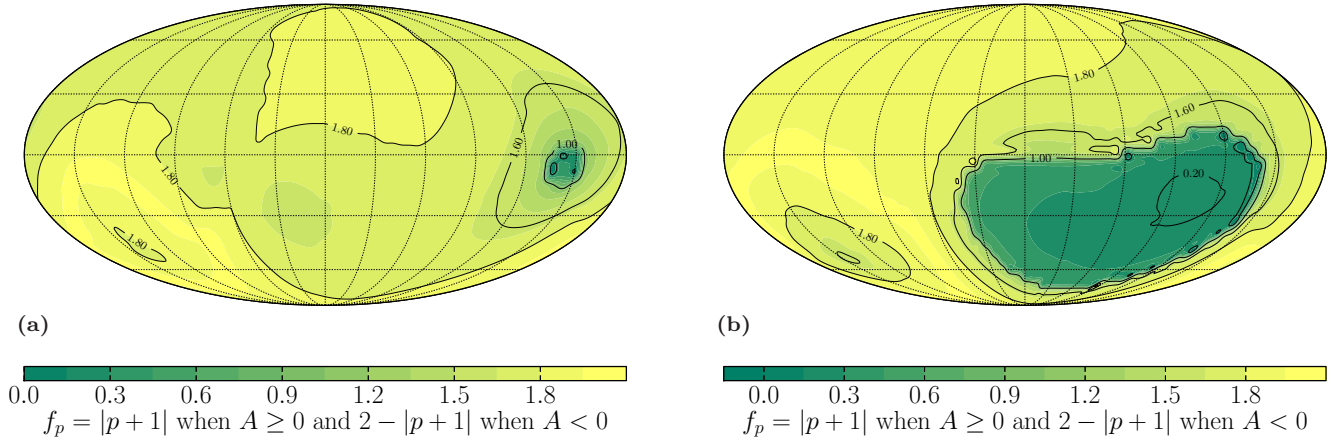 1.80
1.80
1.80
1.60
1.00
1.80
1.60
1.00
0.20
1.80
(a)
(b)
0.0 0.3 0.6 0.9 1.2 1.5 1.8
0.0 0.3 0.6 0.9 1.2 1.5 1.8
f_p = |p + 1| when A ≥ 0 and 2 − |p + 1| when A < 0
f_p = |p + 1| when A ≥ 0 and 2 − |p + 1| when A < 0